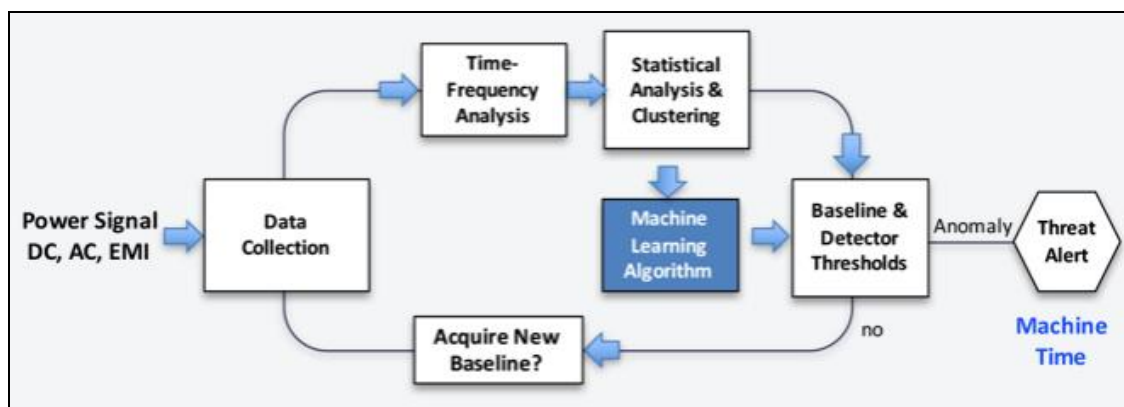 Power Signal
DC, AC, EMI
Data
Collection
Time-
Frequency
Analysis
Statistical
Analysis &
Clustering
Machine
Learning
Algorithm
Baseline &
Detector
Thresholds
Anomaly
Threat
Alert
Machine
Time
no
Acquire New
Baseline?